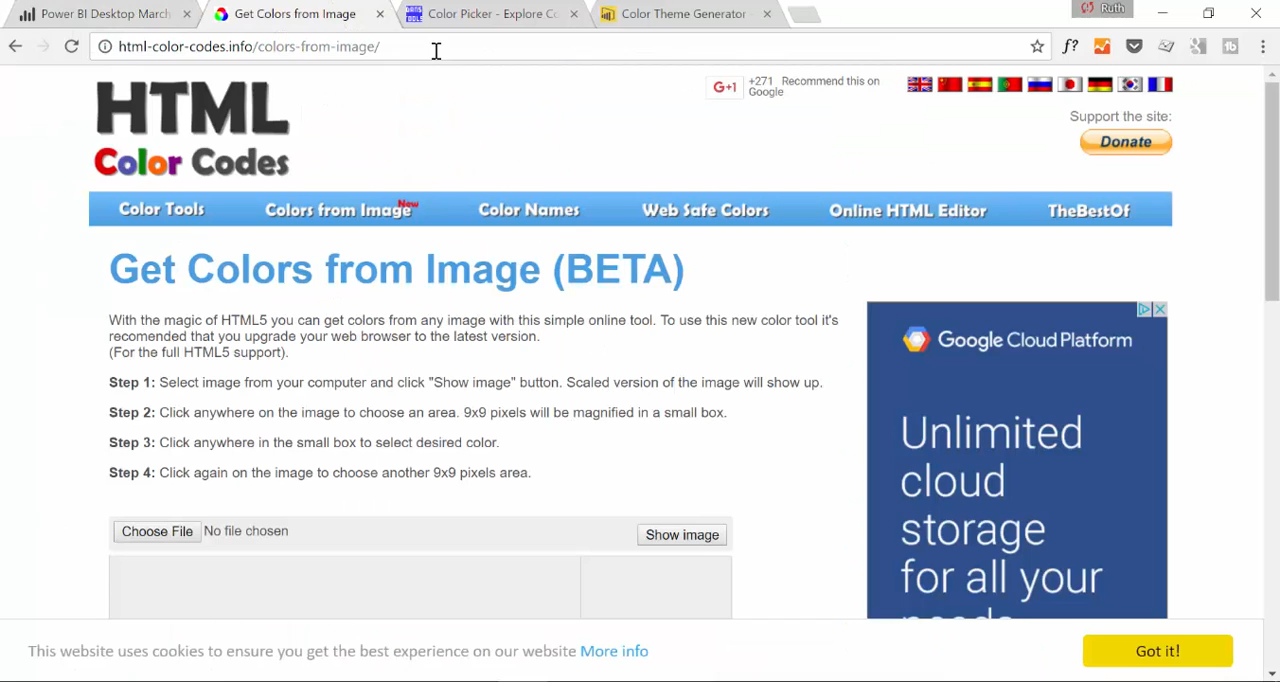 Power BI Desktop March
Get Colors from Image
Color Picker - Explore Co
Color Theme Generator
Ruth
html-color-codes.info/colors-from-image/
f?
HTML
Color Codes
G+1
+271 Recommend this on
Google
Support the site:
Donate
Color Tools
Colors from Image New
Color Names
Web Safe Colors
Online HTML Editor
TheBestOf
Get Colors from Image (BETA)
With the magic of HTML5 you can get colors from any image with this simple online tool. To use this new color tool it's
recomended that you upgrade your web browser to the latest version.
(For the full HTML5 support).
Step 1: Select image from your computer and click "Show image" button. Scaled version of the image will show up.
Step 2: Click anywhere on the image to choose an area. 9x9 pixels will be magnified in a small box.
Step 3: Click anywhere in the small box to select desired color.
Step 4: Click again on the image to choose another 9x9 pixels area.
Choose File No file chosen
Show image
Google Cloud Platform
Unlimited
cloud
storage
for all your
needs
This website uses cookies to ensure you get the best experience on our website More info
Got it!